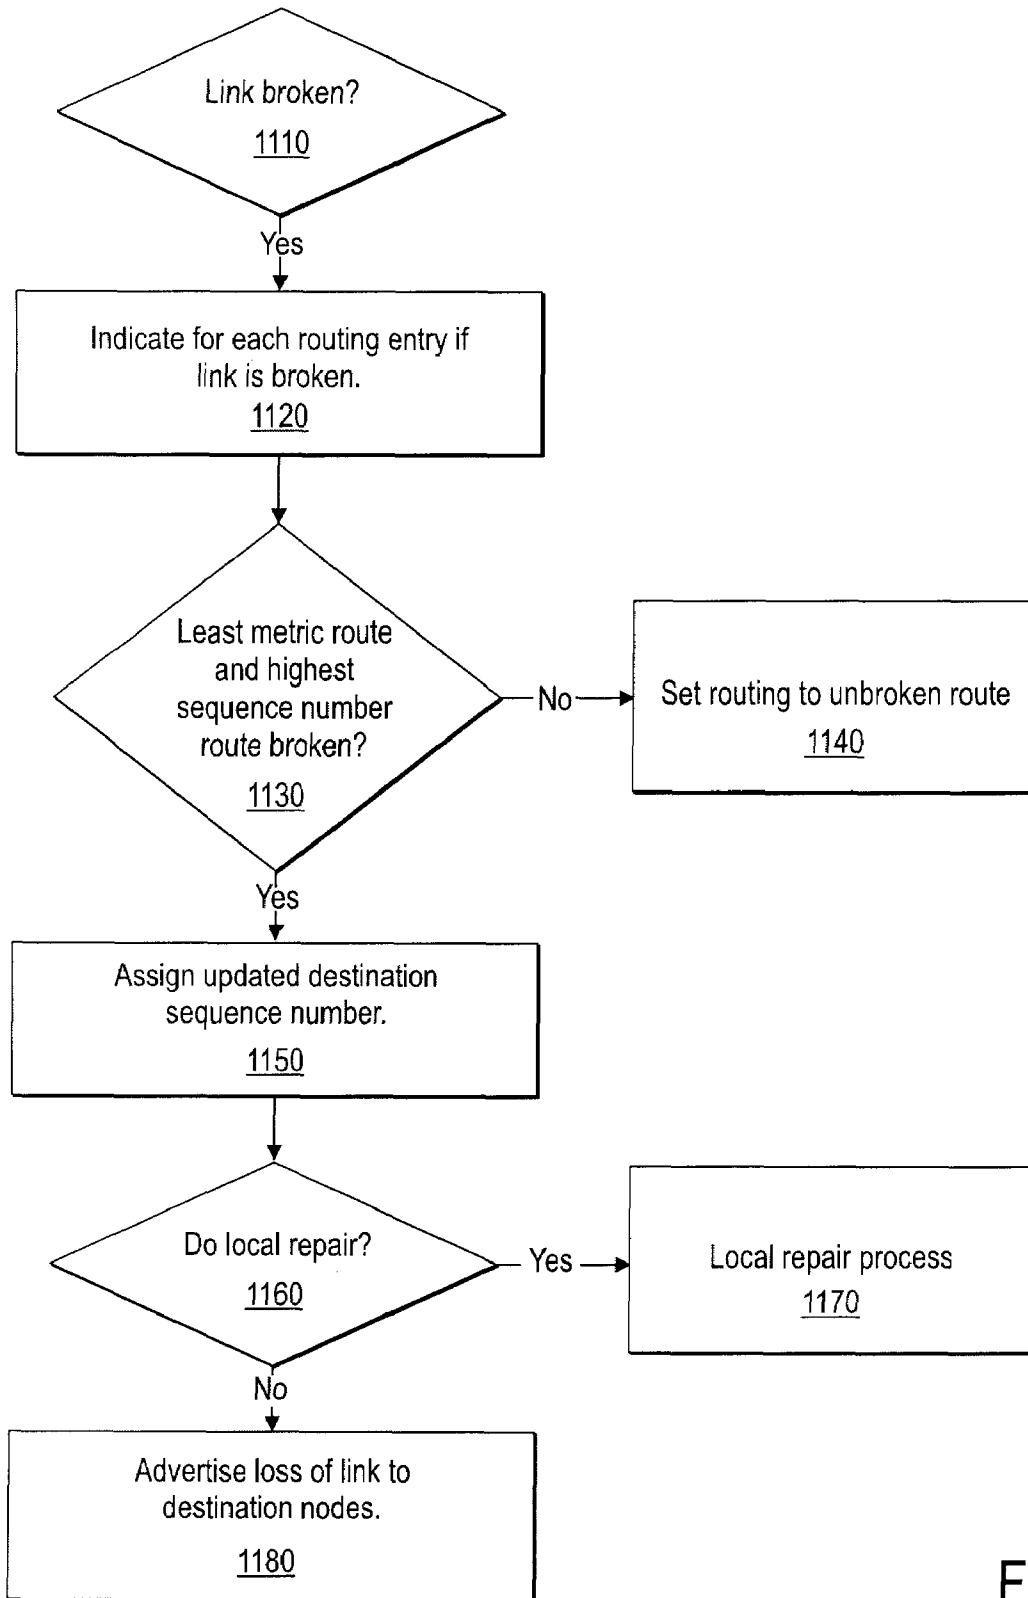 Link broken?
1110
Yes
Indicate for each routing entry if
link is broken.
1120
Least metric route
and highest
sequence number
route broken?
1130
No
Set routing to unbroken route
1140
Yes
Assign updated destination
sequence number.
1150
Do local repair?
1160
Yes
Local repair process
1170
No
Advertise loss of link to
destination nodes.
1180
F